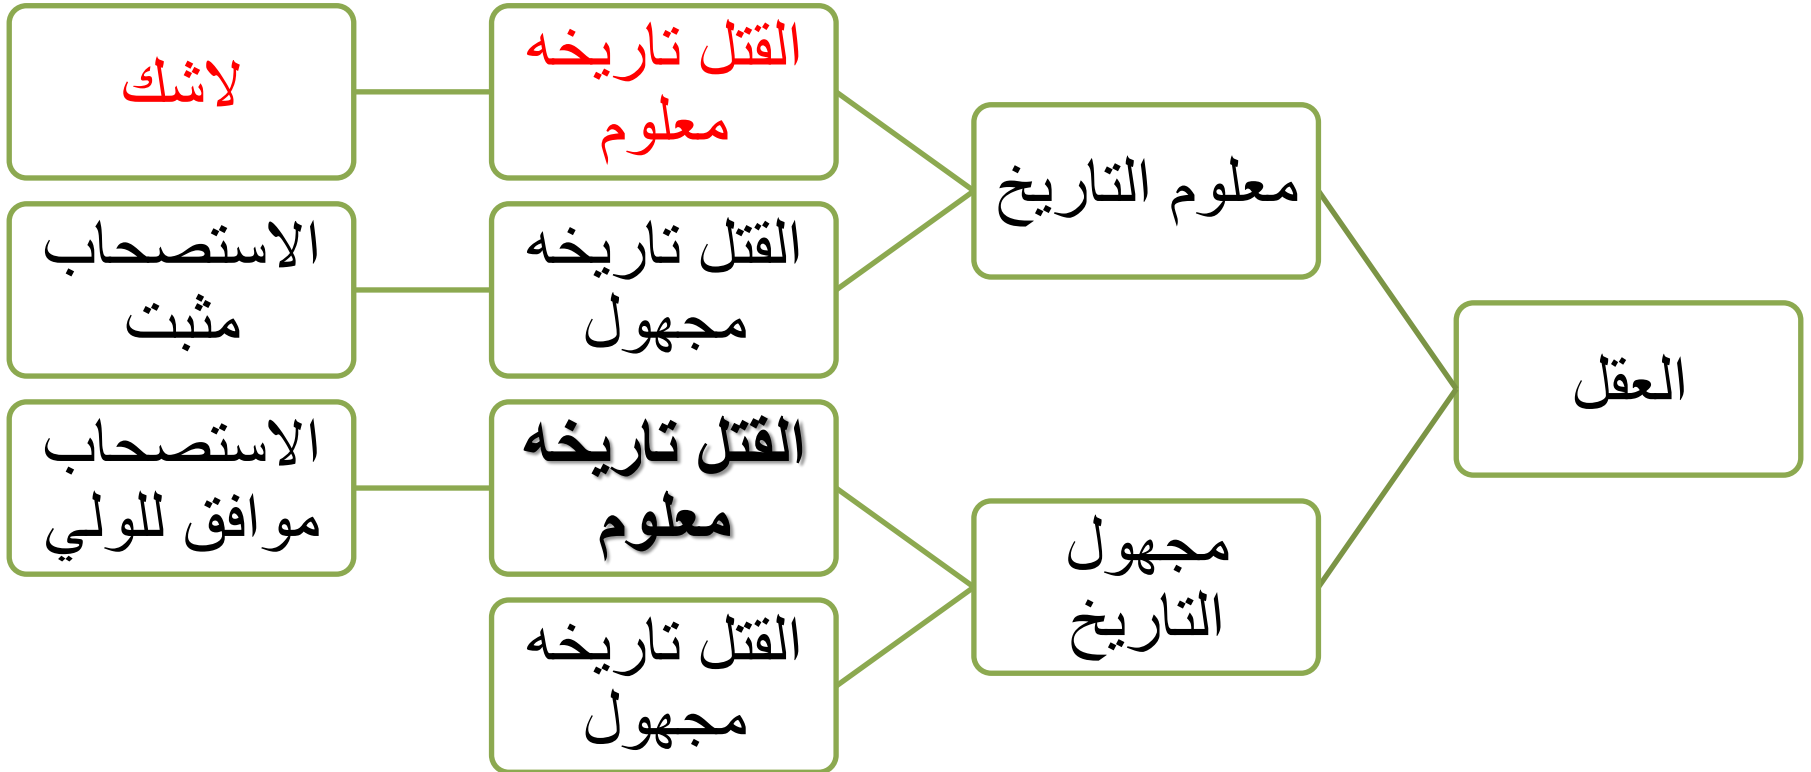 العقل
معلوم التاريخ
القتل تاريخه
معلوم
لاشك
القتل تاريخه
مجهول
الاستصحاب
مثبت
مجهول
التاريخ
القتل تاريخه
معلوم
الاستصحاب
موافق للولي
القتل تاريخه
مجهول